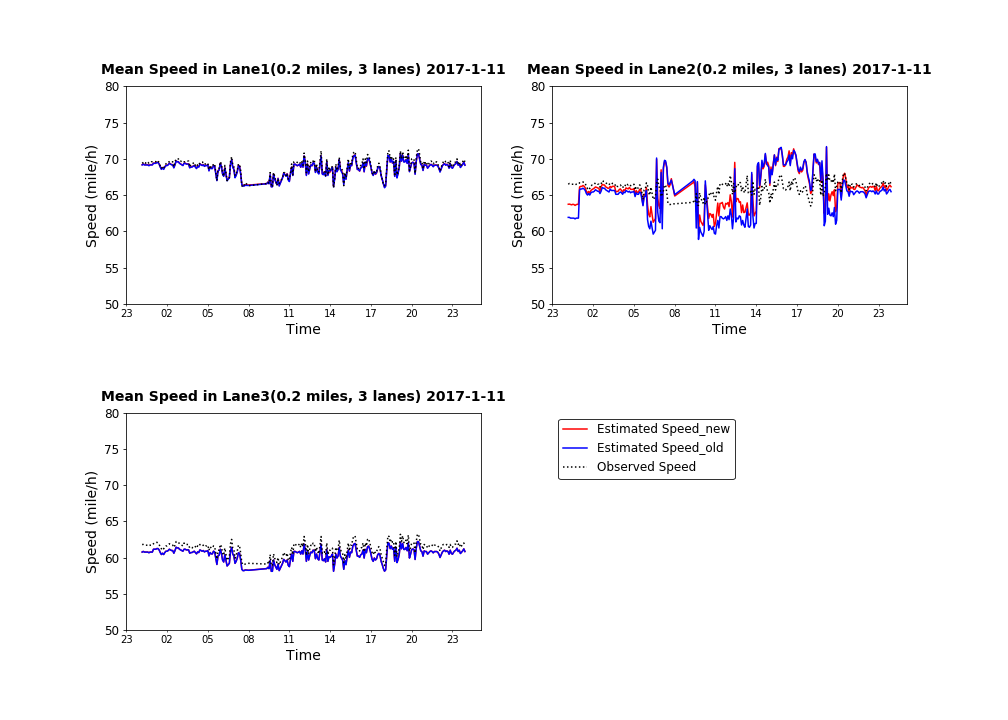 Mean Speed in Lane1(0.2 miles, 3 lanes) 2017-1-11
80
75
70
65
60
55
50
Speed (mile/h)
23 02 05 08 11 14 17 20 23
Time
Mean Speed in Lane2(0.2 miles, 3 lanes) 2017-1-11
80
75
70
65
60
55
50
Speed (mile/h)
23 02 05 08 11 14 17 20 23
Time
Mean Speed in Lane3(0.2 miles, 3 lanes) 2017-1-11
80
75
70
65
60
55
50
Speed (mile/h)
23 02 05 08 11 14 17 20 23
Time
Estimated Speed_new
Estimated Speed_old
Observed Speed